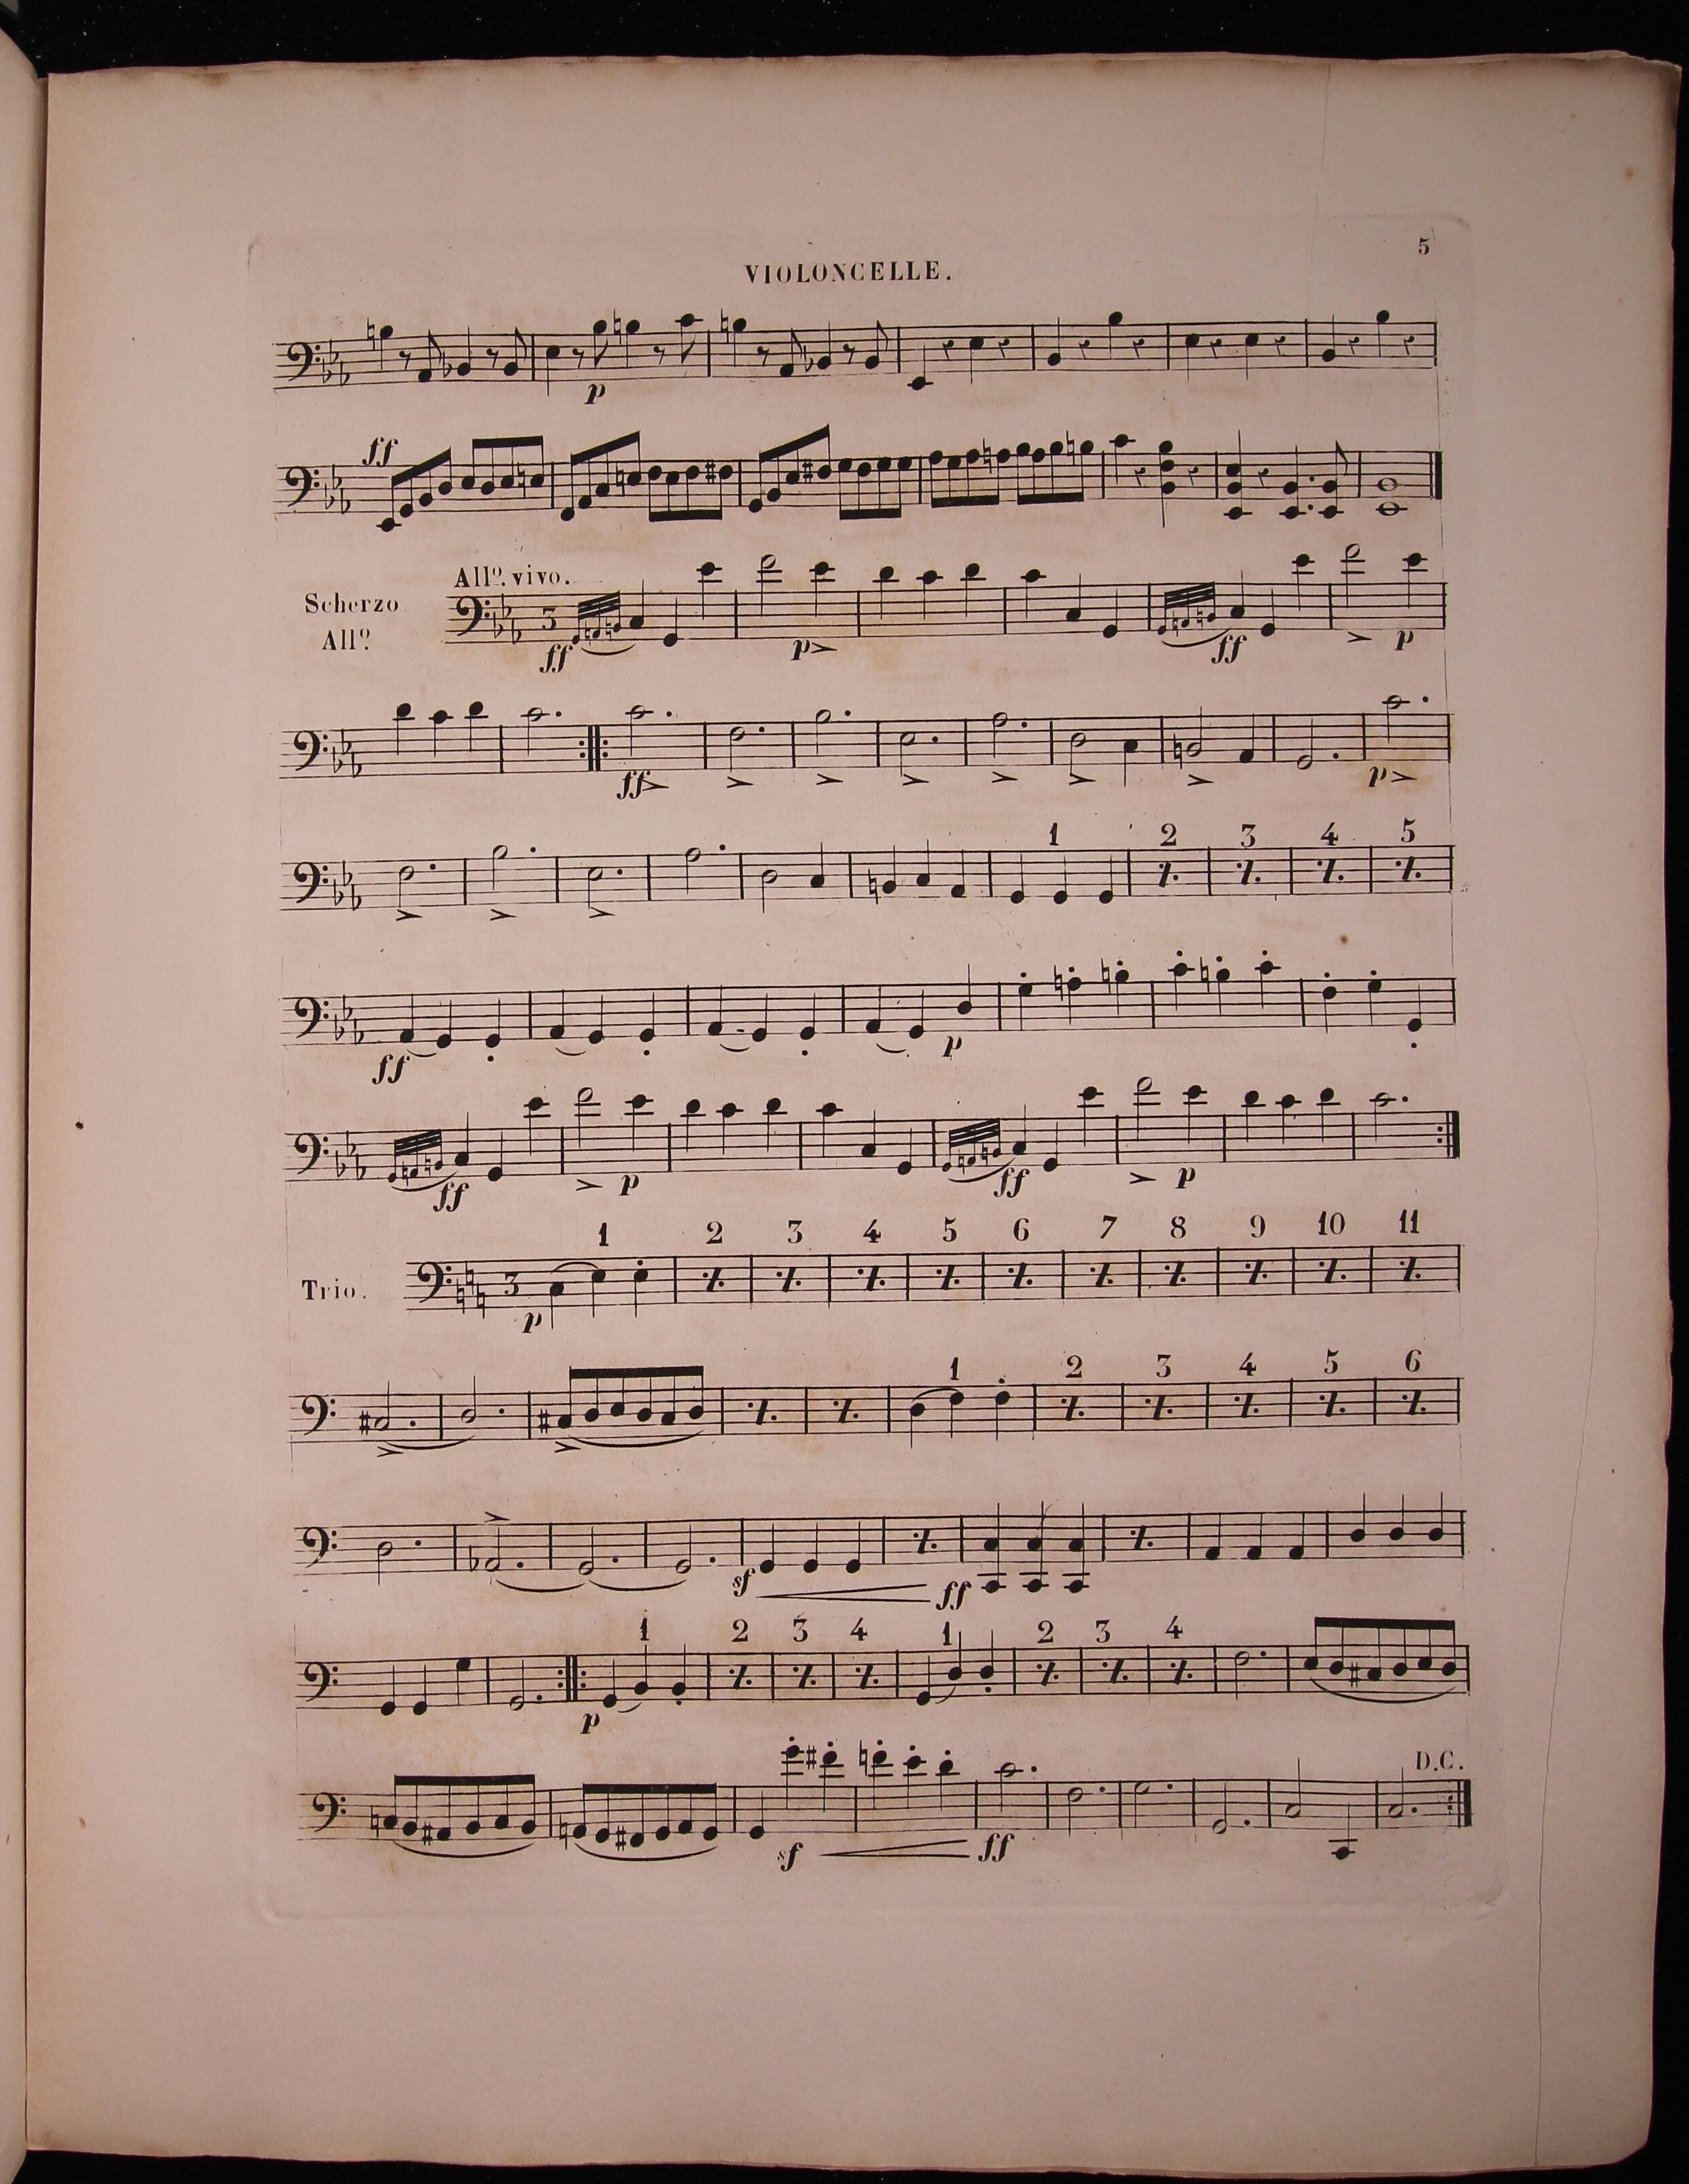 5
VIOLONCELLE.
p
ff
Scherzo
All.º
All.º vivo.
3
ff p ff p
ff p
1 2 3 4 5
ff p
ff p ff p
Trio.
1 2 3 4 5 6 7 8 9 10 11
3
p
1 2 3 4 5 6
sf ff
1 2 3 4 1 2 3 4
p
D.C.
sf ff